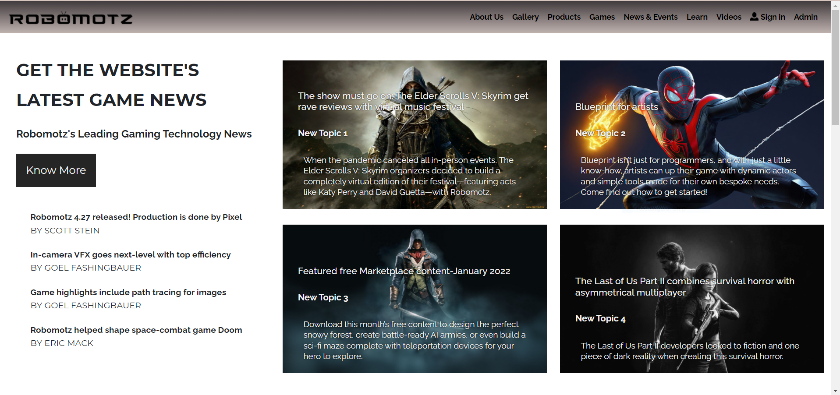 ROBOMOTZ
About Us Gallery Products Games News & Events Learn Videos Sign In Admin
GET THE WEBSITE'S
LATEST GAME NEWS
Robomotz's Leading Gaming Technology News
Know More
Robomotz 4.27 released! Production is done by Pixel
BY SCOTT STEIN
In-camera VFX goes next-level with top efficiency
BY GOEL FASHINGBAUER
Game highlights include path tracing for images
BY GOEL FASHINGBAUER
Robomotz helped shape space-combat game Doom
BY ERIC MACK
The show must go on: The Elder Scrolls V: Skyrim get
rave reviews with virtual music festival
New Topic 1
When the pandemic canceled all in-person events, The
Elder Scrolls V: Skyrim organizers decided to build a
completely virtual edition of their festival—featuring acts
like Katy Perry and David Guetta—with Robomotz.
Blueprint for artists
New Topic 2
Blueprint isn't just for programmers, and with just a little
know-how, artists can up their game with dynamic actors
and simple tools made for their own bespoke needs.
Come find out how to get started!
Featured free Marketplace content-January 2022
New Topic 3
Download this month's free content to design the perfect
snowy forest, create battle-ready AI armies, or even build a
sci-fi maze complete with teleportation devices for your
hero to explore.
The Last of Us Part II combines survival horror with
asymmetrical multiplayer
New Topic 4
The Last of Us Part II developers looked to fiction and one
piece of dark reality when creating this survival horror.